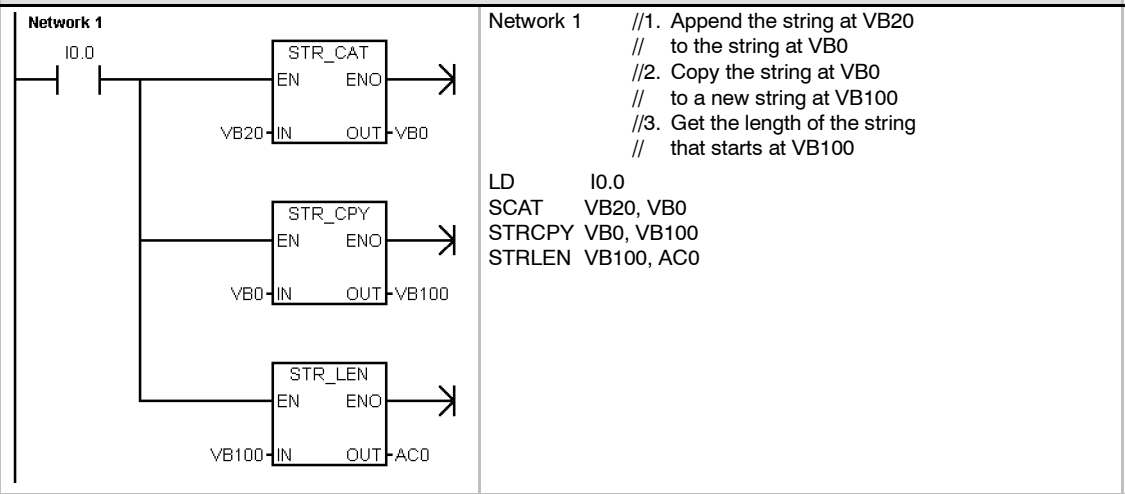 Network 1
I0.0
STR_CAT
EN ENO
VB20 IN OUT VB0
STR_CPY
EN ENO
VB0 IN OUT VB100
STR_LEN
EN ENO
VB100 IN OUT AC0
Network 1 //1. Append the string at VB20
// to the string at VB0
//2. Copy the string at VB0
// to a new string at VB100
//3. Get the length of the string
// that starts at VB100
LD I0.0
SCAT VB20, VB0
STRCPY VB0, VB100
STRLEN VB100, AC0